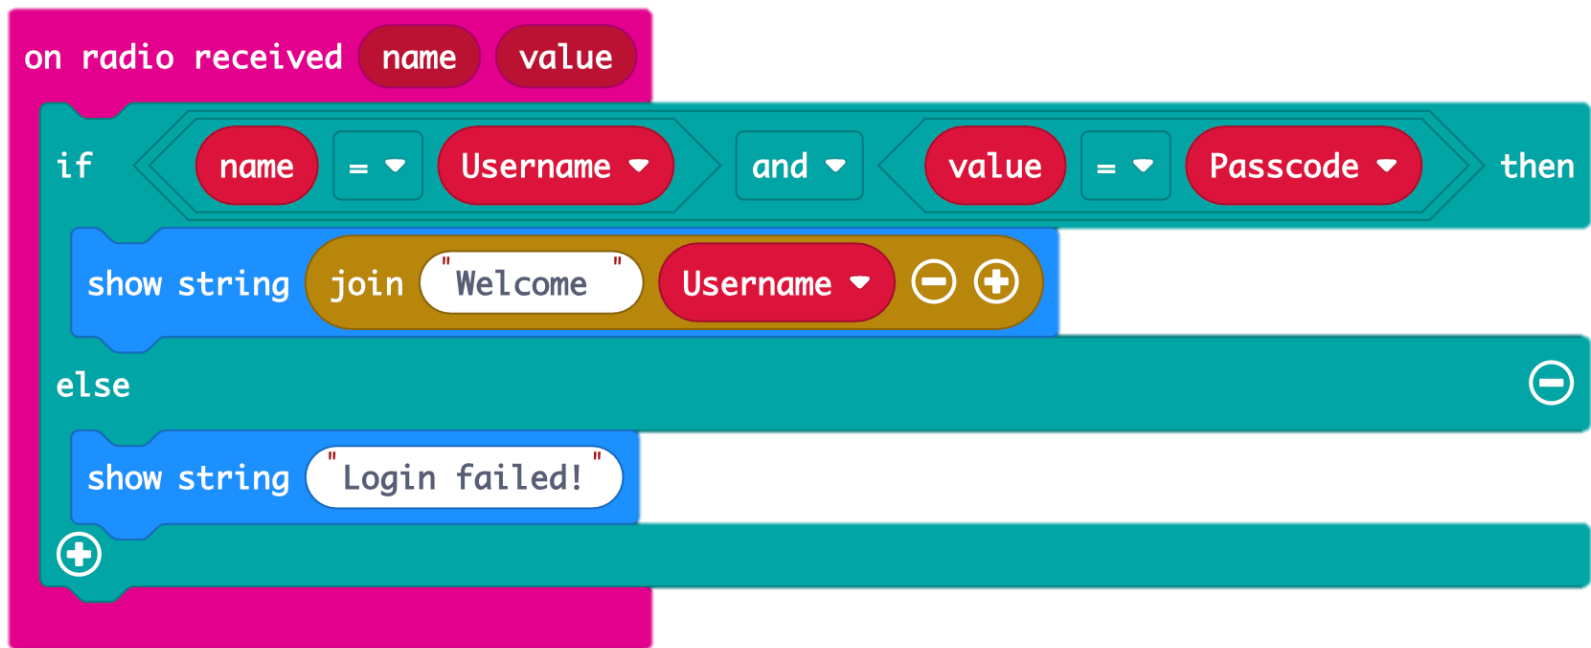 on radio received name value
if name = Username and value = Passcode then
show string join "Welcome " Username
else
show string "Login failed!"